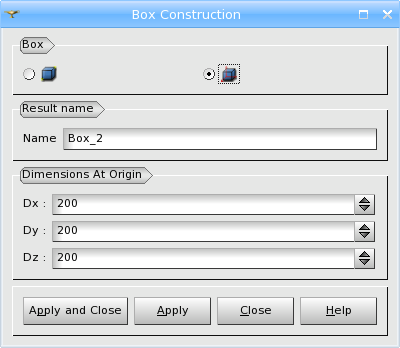 Box Construction
Box
Result name
Name Box_2
Dimensions At Origin
Dx : 200
Dy : 200
Dz : 200
Apply and Close Apply Close Help